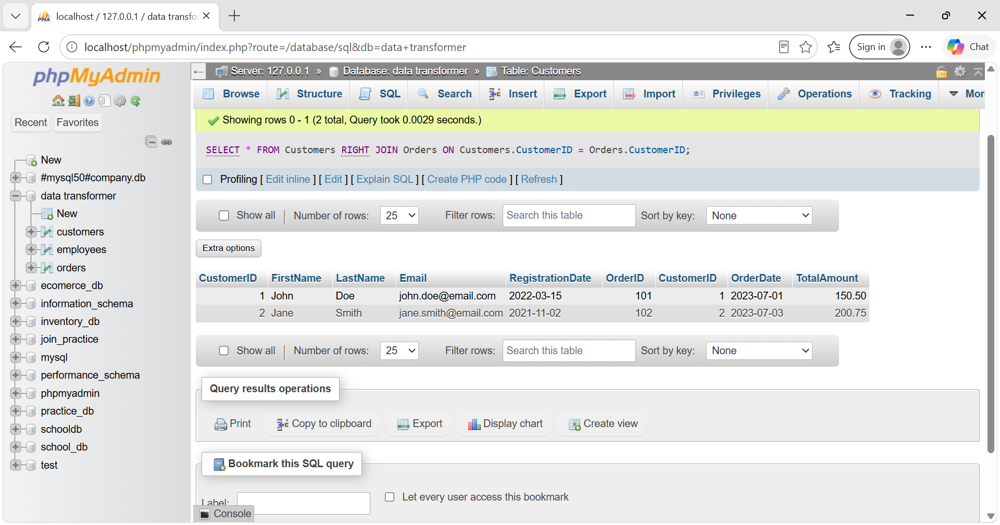 localhost / 127.0.0.1 / data transfo
localhost/phpmyadmin/index.php?route=/database/sql&db=data+transformer
Sign in
Chat
phpMyAdmin
Recent
Favorites
New
#mysql50#company.db
data transformer
New
customers
employees
orders
ecomerce_db
information_schema
inventory_db
join_practice
mysql
performance_schema
phpmyadmin
practice_db
schooldb
school_db
test
Server: 127.0.0.1 » Database: data transformer » Table: Customers
Browse Structure SQL Search Insert Export Import Privileges Operations Tracking Mor
Showing rows 0 - 1 (2 total, Query took 0.0029 seconds.)
SELECT * FROM Customers RIGHT JOIN Orders ON Customers.CustomerID = Orders.CustomerID;
Profiling [ Edit inline ] [ Edit ] [ Explain SQL ] [ Create PHP code ] [ Refresh ]
Show all | Number of rows: 25 Filter rows: Search this table Sort by key: None
Extra options
CustomerID FirstName LastName Email RegistrationDate OrderID CustomerID OrderDate TotalAmount
1 John Doe john.doe@email.com 2022-03-15 101 1 2023-07-01 150.50
2 Jane Smith jane.smith@email.com 2021-11-02 102 2 2023-07-03 200.75
Show all | Number of rows: 25 Filter rows: Search this table Sort by key: None
Query results operations
Print Copy to clipboard Export Display chart Create view
Bookmark this SQL query
Label: Let every user access this bookmark
Console